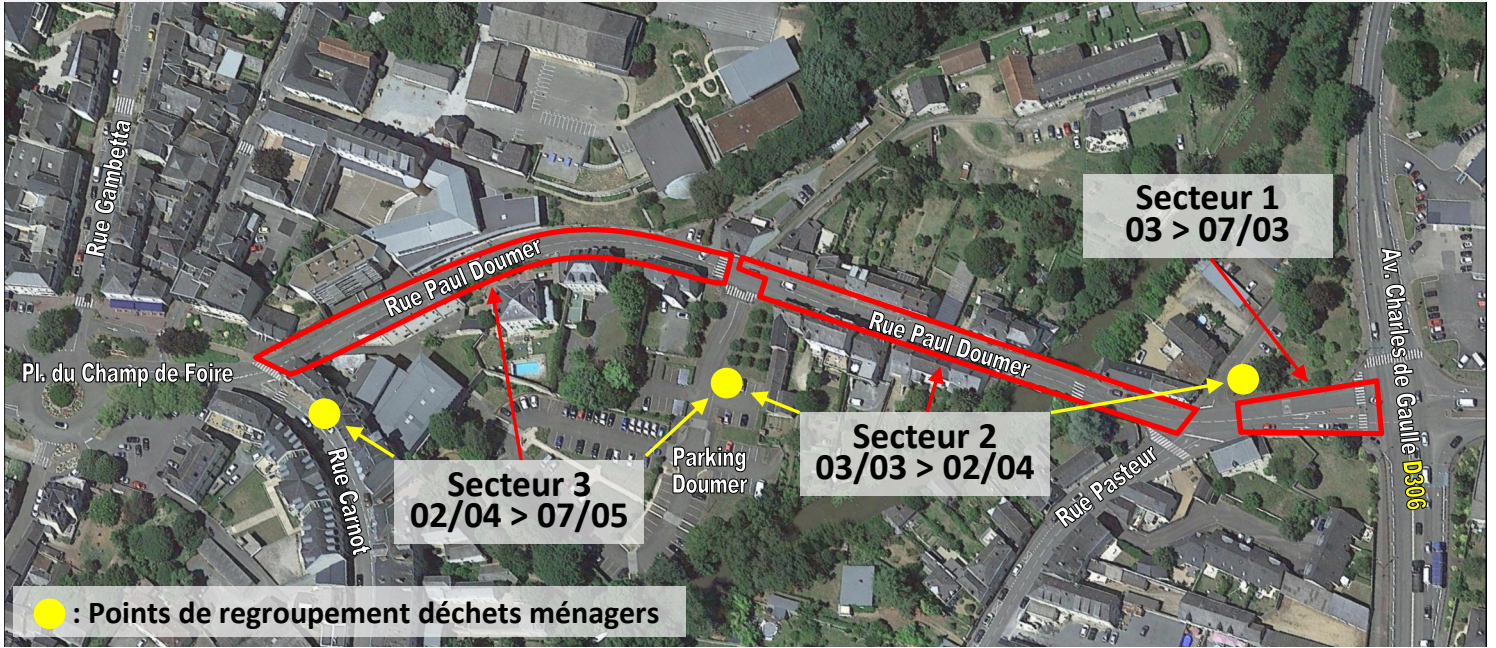 Rue Gambetta
Secteur 1
03 > 07/03
Rue Paul Doumer
Rue Paul Doumer
Av. Charles de Gaulle D306
Pl. du Champ de Foire
Secteur 2
03/03 > 02/04
Parking
Doumer
Secteur 3
02/04 > 07/05
Rue Pasteur
Rue Carnot
: Points de regroupement déchets ménagers